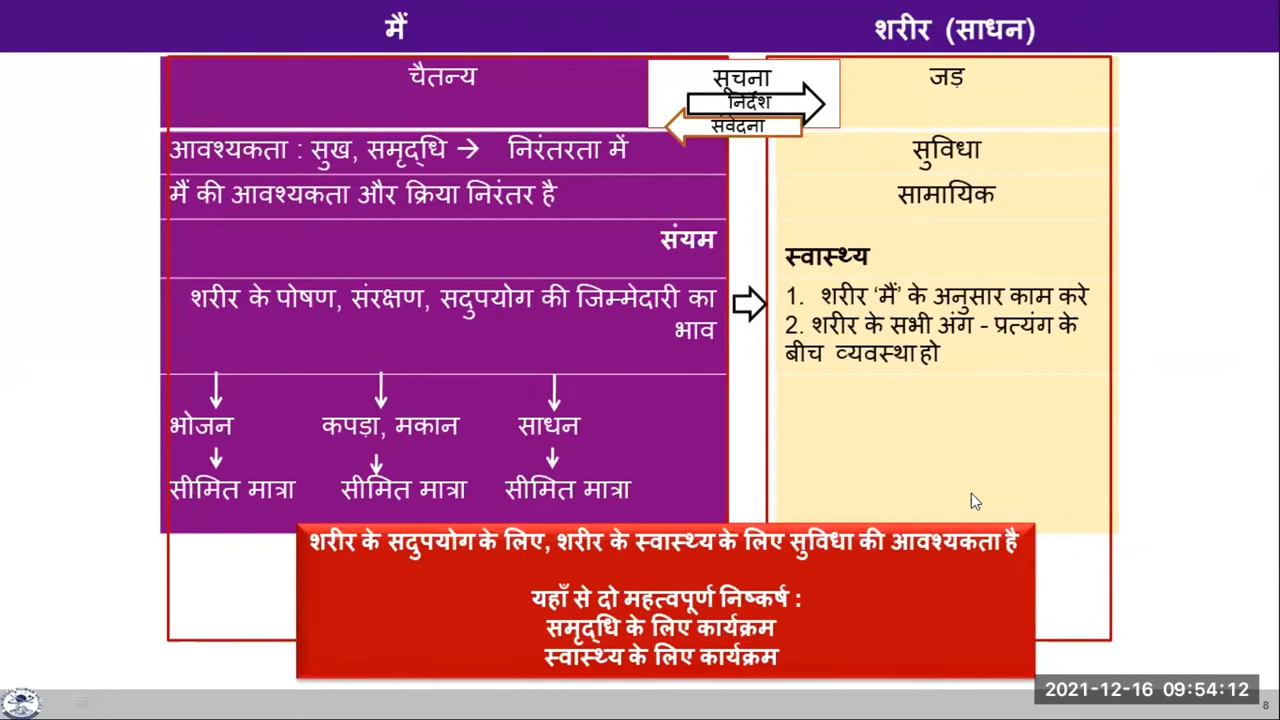 मैं
शरीर (साधन)
चैतन्य
सूचना
निर्देश
संवेदना
जड़
आवश्यकता : सुख, समृद्धि → निरंतरता में
सुविधा
मैं की आवश्यकता और क्रिया निरंतर है
सामायिक
संयम
शरीर के पोषण, संरक्षण, सदुपयोग की जिम्मेदारी का
भाव
स्वास्थ्य
1. शरीर ‘मैं’ के अनुसार काम करे
2. शरीर के सभी अंग - प्रत्यंग के
बीच व्यवस्था हो
भोजन
कपड़ा, मकान
साधन
सीमित मात्रा
सीमित मात्रा
सीमित मात्रा
शरीर के सदुपयोग के लिए, शरीर के स्वास्थ्य के लिए सुविधा की आवश्यकता है
यहाँ से दो महत्वपूर्ण निष्कर्ष :
समृद्धि के लिए कार्यक्रम
स्वास्थ्य के लिए कार्यक्रम
2021-12-16 09:54:12
8